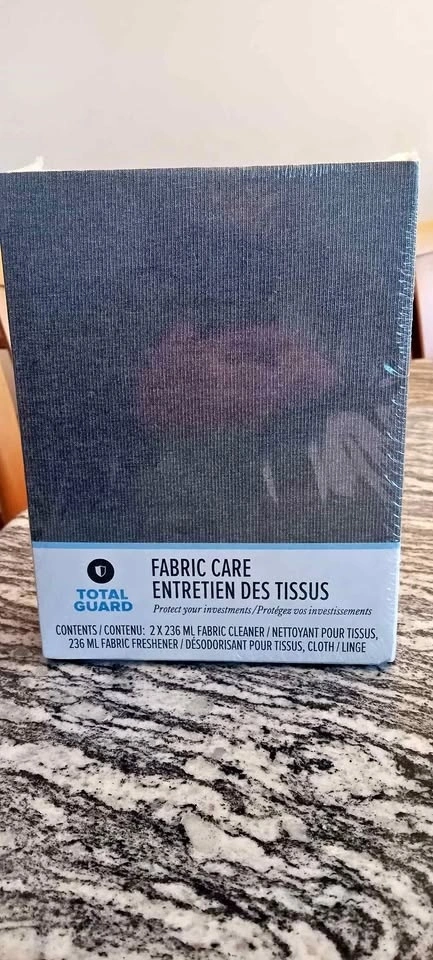 TOTAL
GUARD
FABRIC CARE
ENTRETIEN DES TISSUS
Protect your investments/Protégez vos investissements
CONTENTS / CONTENU: 2 X 236 ML FABRIC CLEANER / NETTOYANT POUR TISSUS,
236 ML FABRIC FRESHENER / DÉSODORISANT POUR TISSUS, CLOTH / LINGE